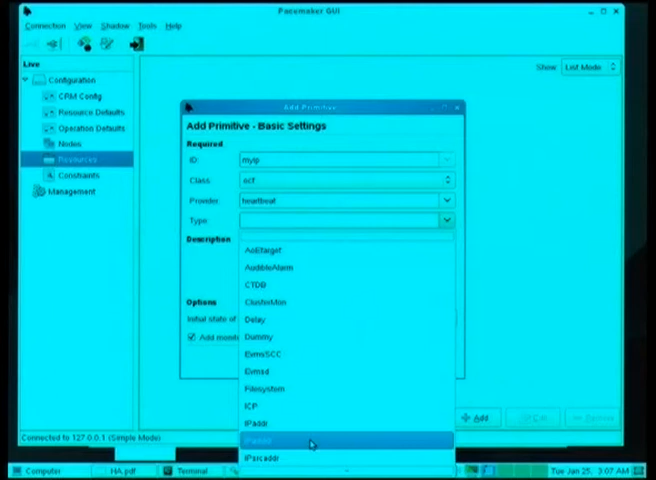 Pacemaker GUI
Connection View Shadow Tools Help
Live
Show: List Mode
Configuration
CRM Config
Resource Defaults
Operation Defaults
Nodes
Resources
Constraints
Management
Add Primitive
Add Primitive - Basic Settings
Required
ID: myip
Class: ocf
Provider: heartbeat
Type:
Description
AoEtarget
AudibleAlarm
CTDB
ClusterMon
Delay
Dummy
EvmsSCC
Evmsd
Filesystem
ICP
IPaddr
IPsrcaddr
Options
Initial state of
Add
Connected to 127.0.0.1 (Simple Mode)
Computer HA.pdf Terminal Tue Jan 25, 3:07 AM